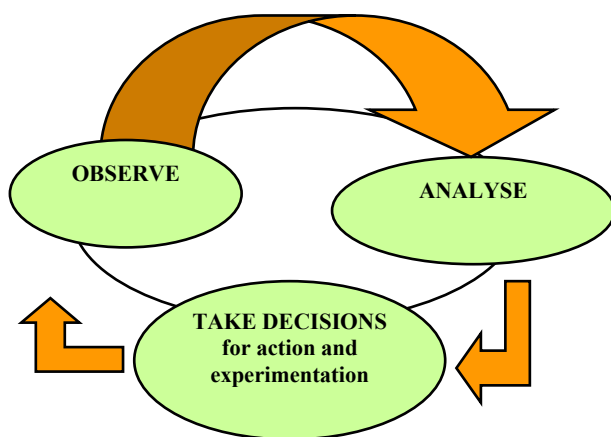 OBSERVE
ANALYSE
TAKE DECISIONS
for action and
experimentation